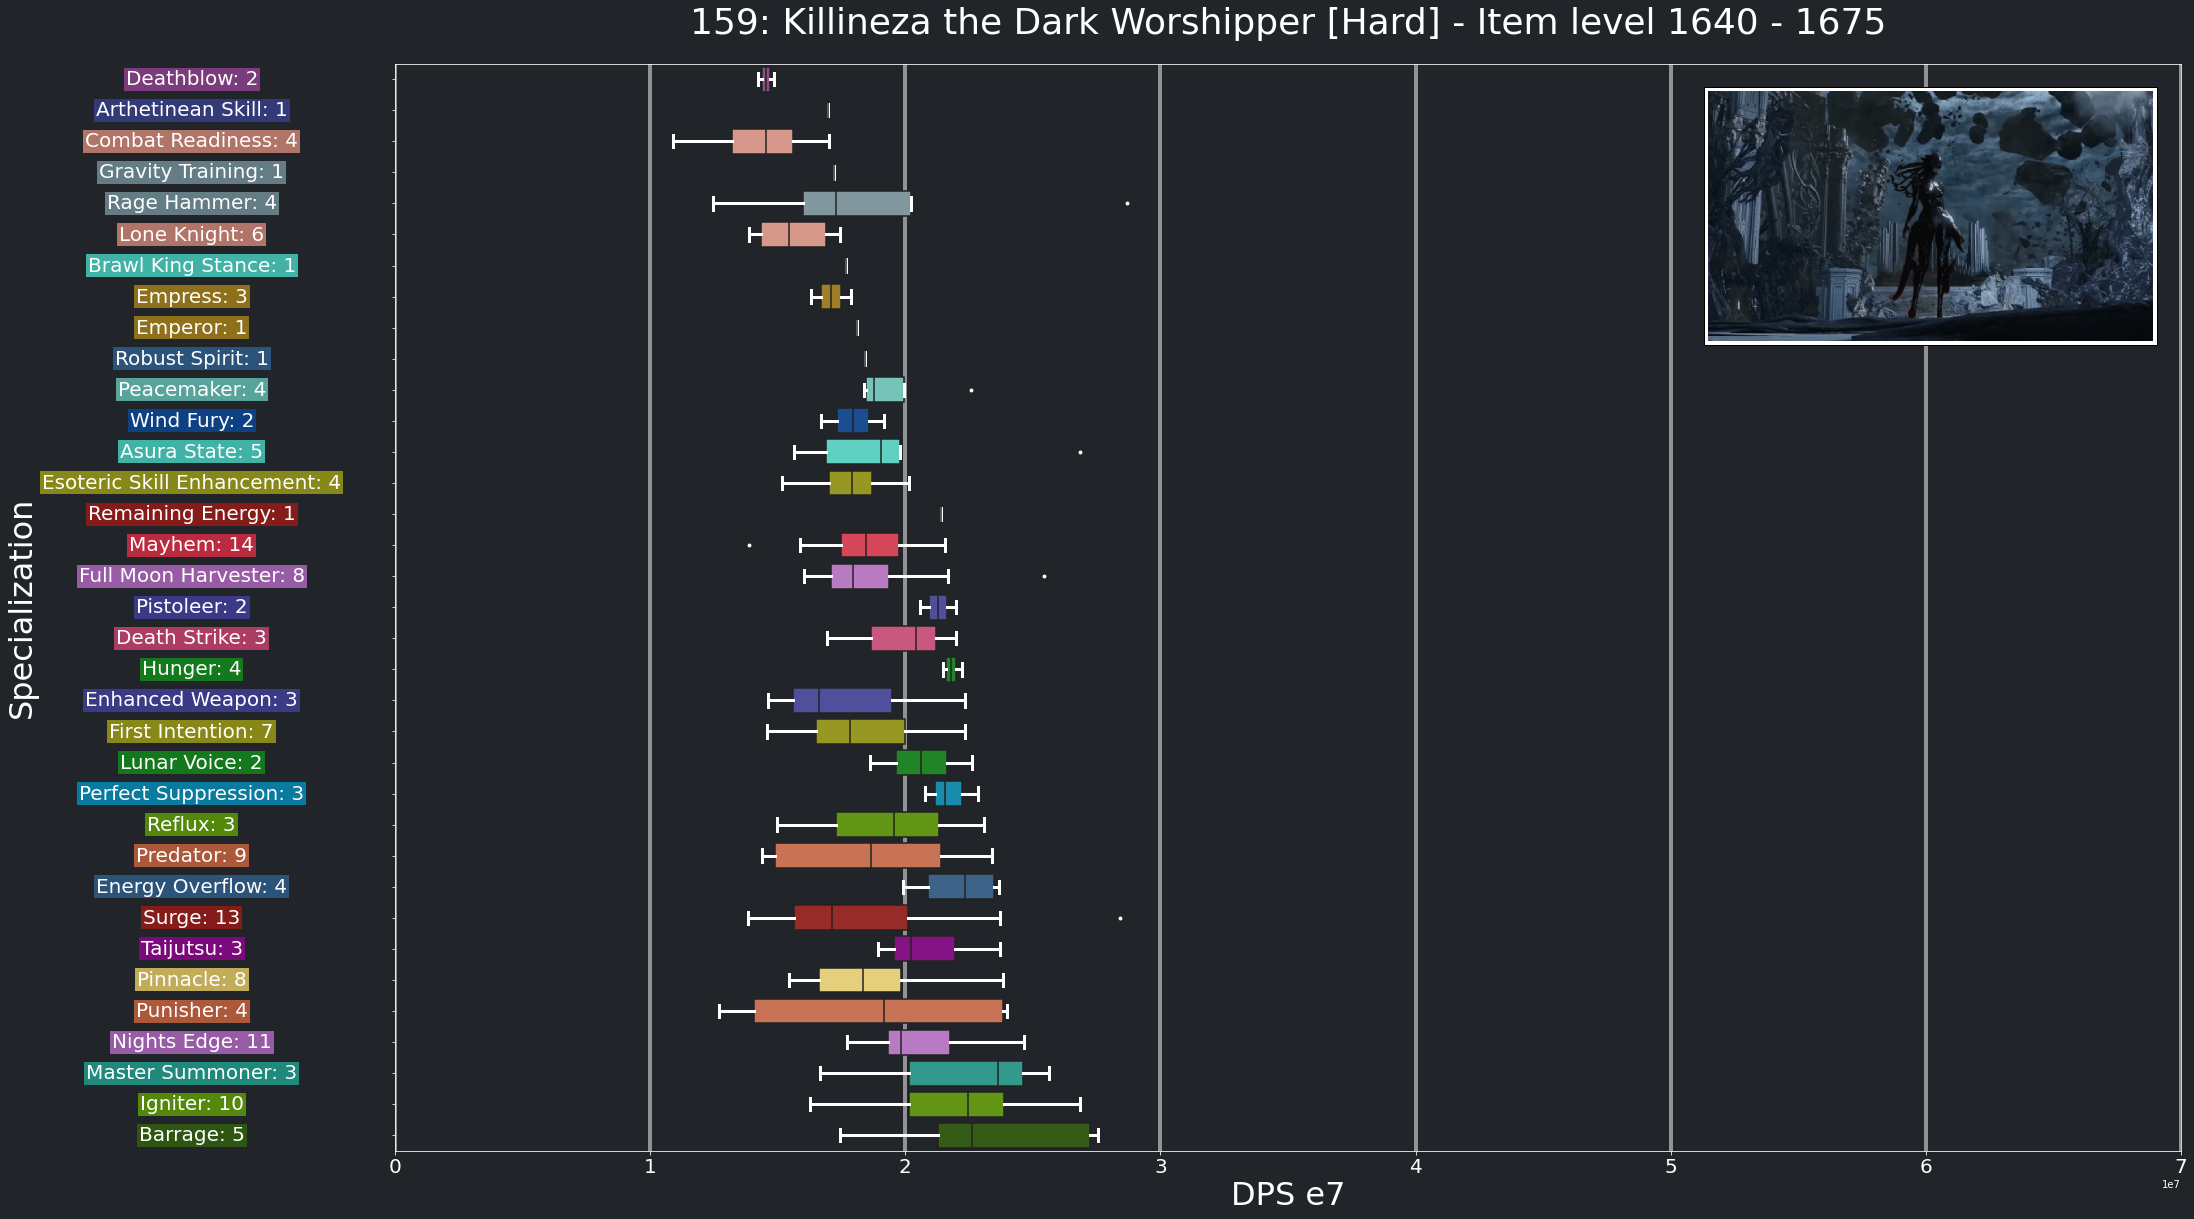 159: Killineza the Dark Worshipper [Hard] - Item level 1640 - 1675
Specialization
Deathblow: 2
Arthetinean Skill: 1
Combat Readiness: 4
Gravity Training: 1
Rage Hammer: 4
Lone Knight: 6
Brawl King Stance: 1
Empress: 3
Emperor: 1
Robust Spirit: 1
Peacemaker: 4
Wind Fury: 2
Asura State: 5
Esoteric Skill Enhancement: 4
Remaining Energy: 1
Mayhem: 14
Full Moon Harvester: 8
Pistoleer: 2
Death Strike: 3
Hunger: 4
Enhanced Weapon: 3
First Intention: 7
Lunar Voice: 2
Perfect Suppression: 3
Reflux: 3
Predator: 9
Energy Overflow: 4
Surge: 13
Taijutsu: 3
Pinnacle: 8
Punisher: 4
Nights Edge: 11
Master Summoner: 3
Igniter: 10
Barrage: 5
0 1 2 3 4 5 6 7
1e7
DPS e7